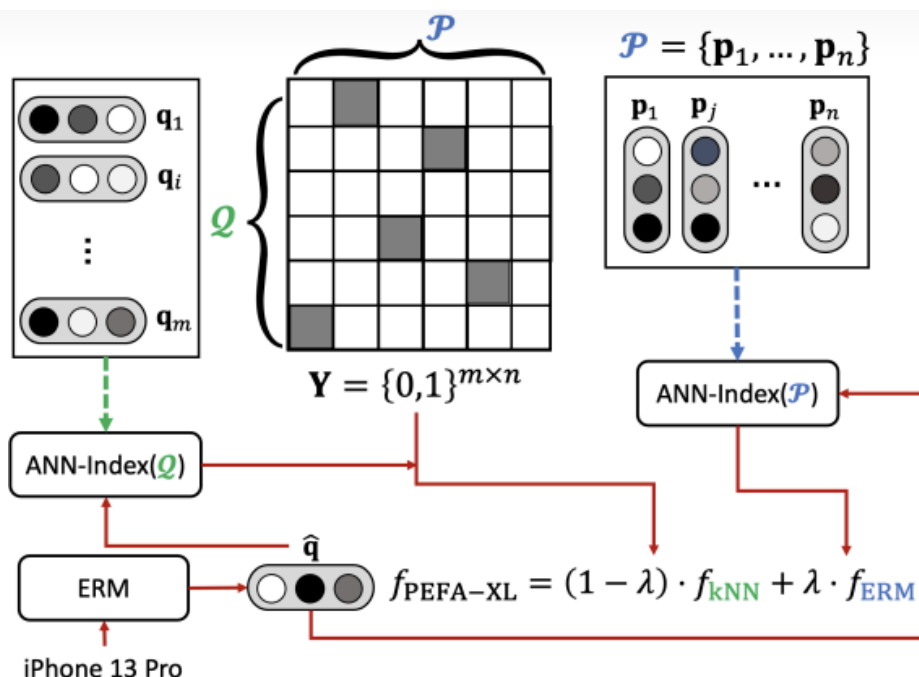 𝒫
𝒫 = {p₁, …, pₙ}
q₁
qᵢ
⋮
qₘ
𝒬
p₁ pⱼ … pₙ
Y = {0,1}ᵐˣⁿ
ANN-Index(𝒫)
ANN-Index(𝒬)
q̂
ERM
f_PEFA−XL = (1 − λ) · f_kNN + λ · f_ERM
iPhone 13 Pro